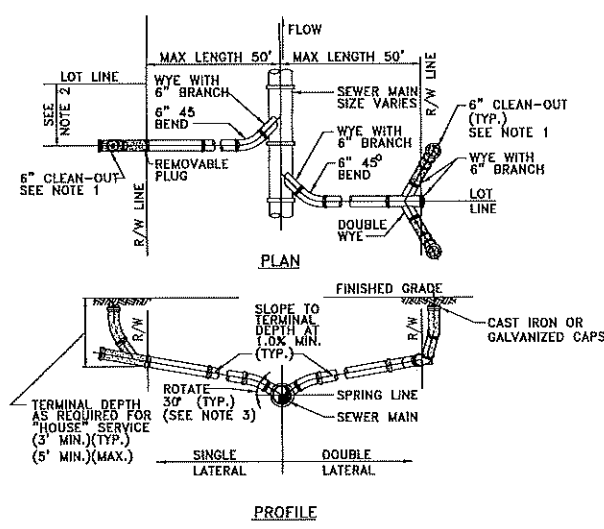 FLOW
MAX LENGTH 50'
MAX LENGTH 50'
R/W LINE
LOT LINE
SEE
NOTE 2
WYE WITH
6" BRANCH
6" 45
BEND
SEWER MAIN
SIZE VARIES
6" CLEAN-OUT
(TYP.)
SEE NOTE 1
WYE WITH
6" BRANCH
6" 45°
BEND
WYE WITH
6" BRANCH
6" CLEAN-OUT
SEE NOTE 1
REMOVABLE
PLUG
R/W LINE
LOT
LINE
DOUBLE
WYE
PLAN
FINISHED GRADE
R/W
SLOPE TO
TERMINAL
DEPTH AT
1.0% MIN.
(TYP.)
R/W
CAST IRON OR
GALVANIZED CAPS
ROTATE
30° (TYP.)
(SEE NOTE 3)
SPRING LINE
SEWER MAIN
TERMINAL DEPTH
AS REQUIRED FOR
"HOUSE" SERVICE
(3' MIN.)(TYP.)
(5' MIN.)(MAX.)
SINGLE
LATERAL
DOUBLE
LATERAL
PROFILE